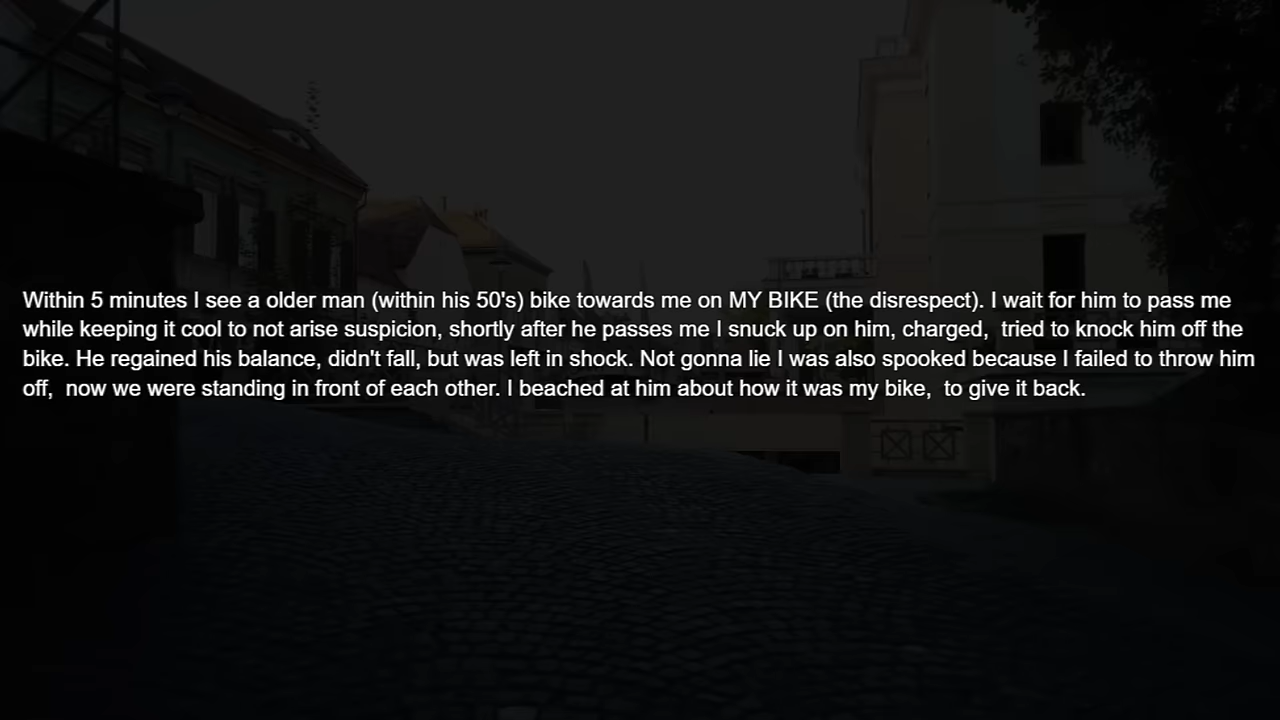 Within 5 minutes I see a older man (within his 50's) bike towards me on MY BIKE (the disrespect). I wait for him to pass me
while keeping it cool to not arise suspicion, shortly after he passes me I snuck up on him, charged,  tried to knock him off the
bike. He regained his balance, didn't fall, but was left in shock. Not gonna lie I was also spooked because I failed to throw him
off,  now we were standing in front of each other. I beached at him about how it was my bike,  to give it back.